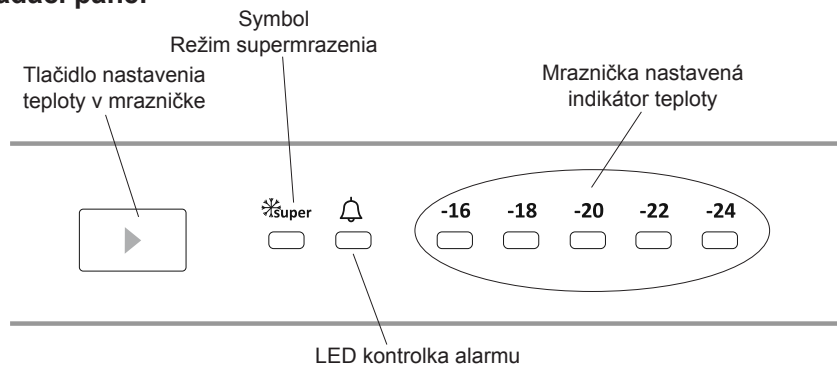 panel
Symbol
Režim supermrazenia
Tlačidlo nastavenia
teploty v mrazničke
Mraznička nastavená
indikátor teploty
super
-16 -18 -20 -22 -24
LED kontrolka alarmu